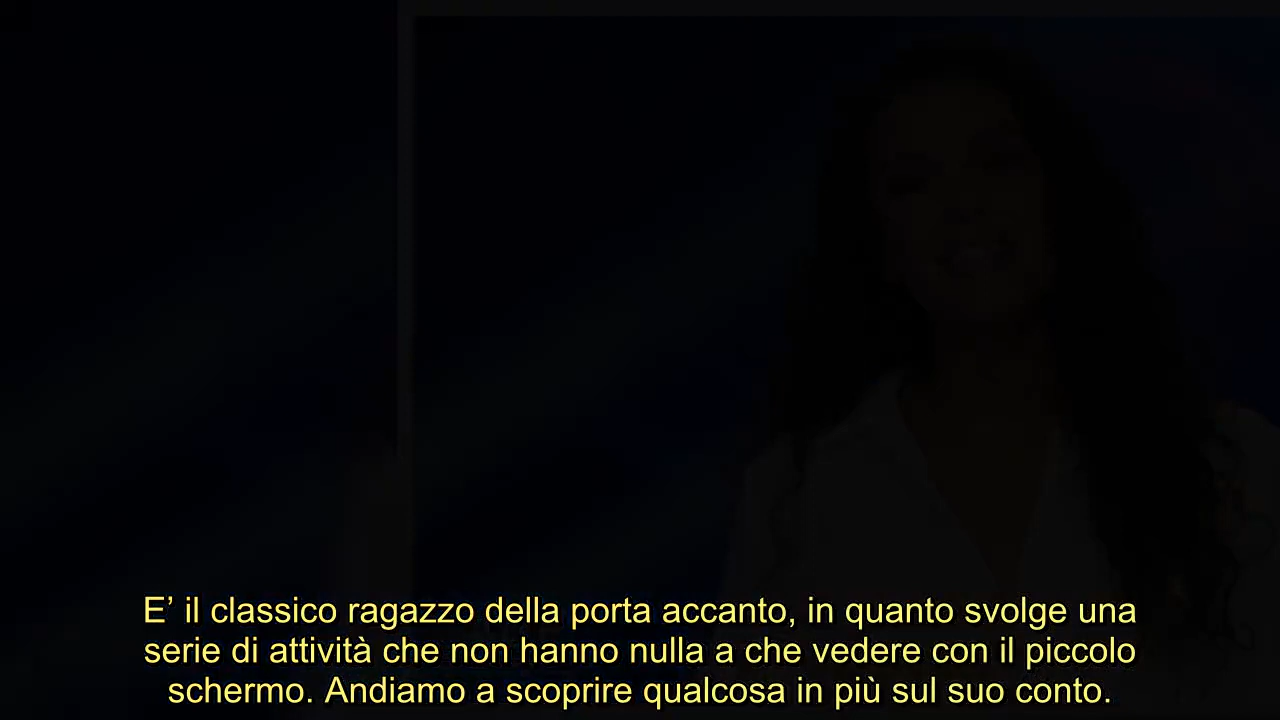 E’ il classico ragazzo della porta accanto, in quanto svolge una
serie di attività che non hanno nulla a che vedere con il piccolo
schermo. Andiamo a scoprire qualcosa in più sul suo conto.